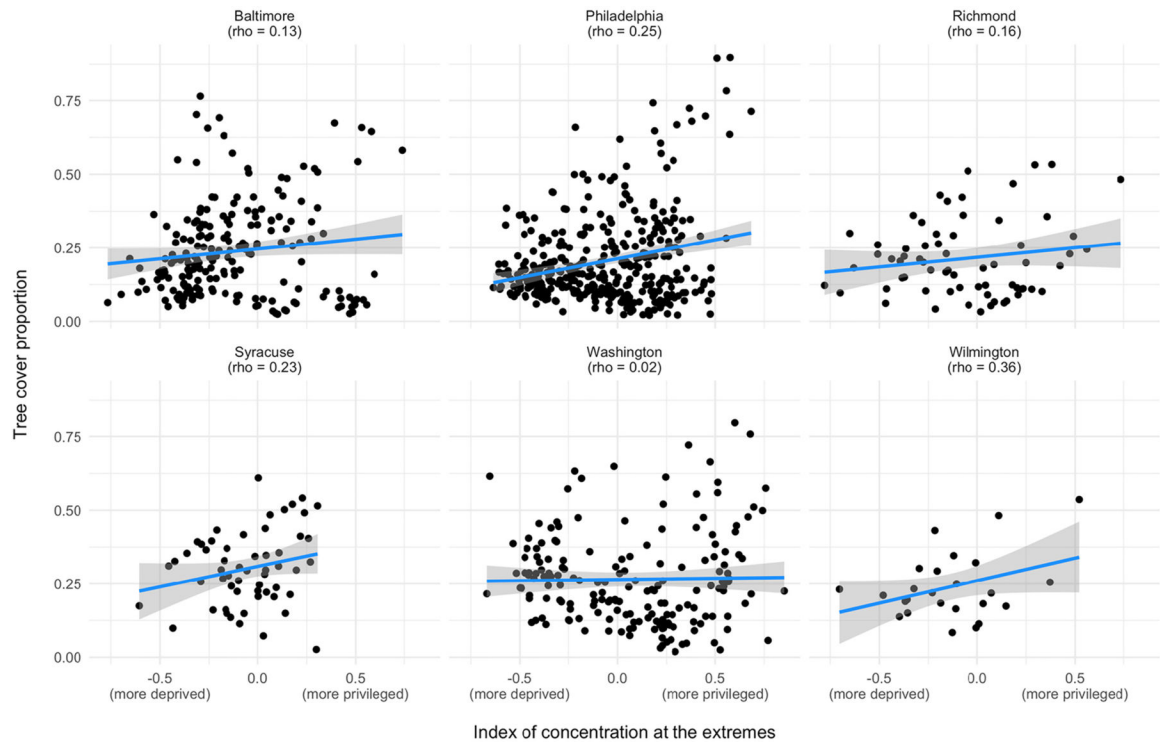 Baltimore
(rho = 0.13)
Philadelphia
(rho = 0.25)
Richmond
(rho = 0.16)
0.75
0.50
0.25
0.00
Syracuse
(rho = 0.23)
Washington
(rho = 0.02)
Wilmington
(rho = 0.36)
0.75
0.50
0.25
0.00
Tree cover proportion
-0.5 0.0 0.5 -0.5 0.0 0.5 -0.5 0.0 0.5
(more deprived) (more privileged) (more deprived) (more privileged) (more deprived) (more privileged)
Index of concentration at the extremes